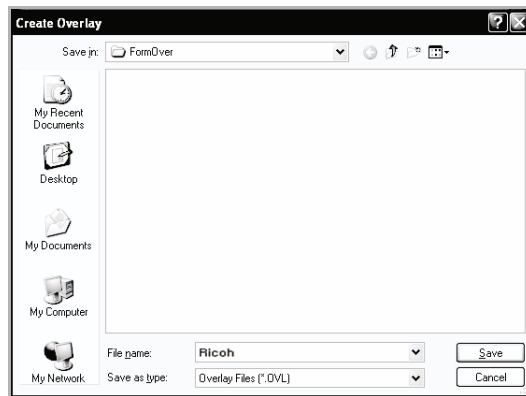 Create Overlay
Save in: FormOver
My Recent
Documents
Desktop
My Documents
My Computer
My Network
File name: Ricoh Save
Save as type: Overlay Files (*.OVL) Cancel